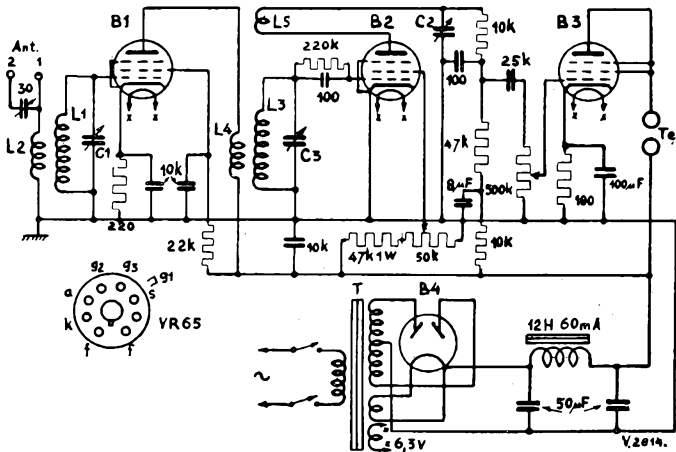 B1
L5
B2
C2
10k
B3
Ant.
2
1
30
220k
100
100
25k
L1
L2
C1
L4
L3
C3
47k
Te
x
x
x
x
x
x
10k
8µF
500k
100µF
220
180
22k
10k
47k 1W
50k
10k
g2
g3
g1
a
s
k
f
f
VR65
T
B4
12H 60mA
~
50µF
x
x
6,3V
V.2814.